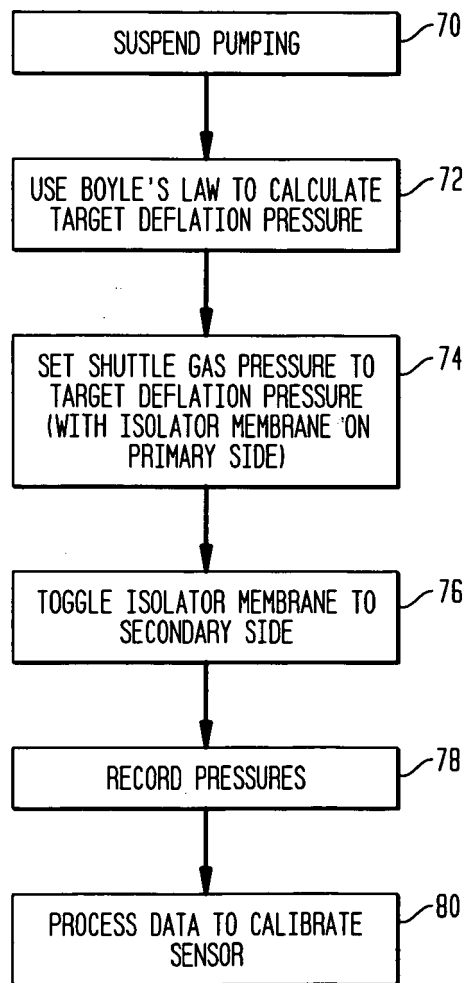 SUSPEND PUMPING
70
USE BOYLE'S LAW TO CALCULATE
TARGET DEFLATION PRESSURE
72
SET SHUTTLE GAS PRESSURE TO
TARGET DEFLATION PRESSURE
(WITH ISOLATOR MEMBRANE ON
PRIMARY SIDE)
74
TOGGLE ISOLATOR MEMBRANE TO
SECONDARY SIDE
76
RECORD PRESSURES
78
PROCESS DATA TO CALIBRATE
SENSOR
80